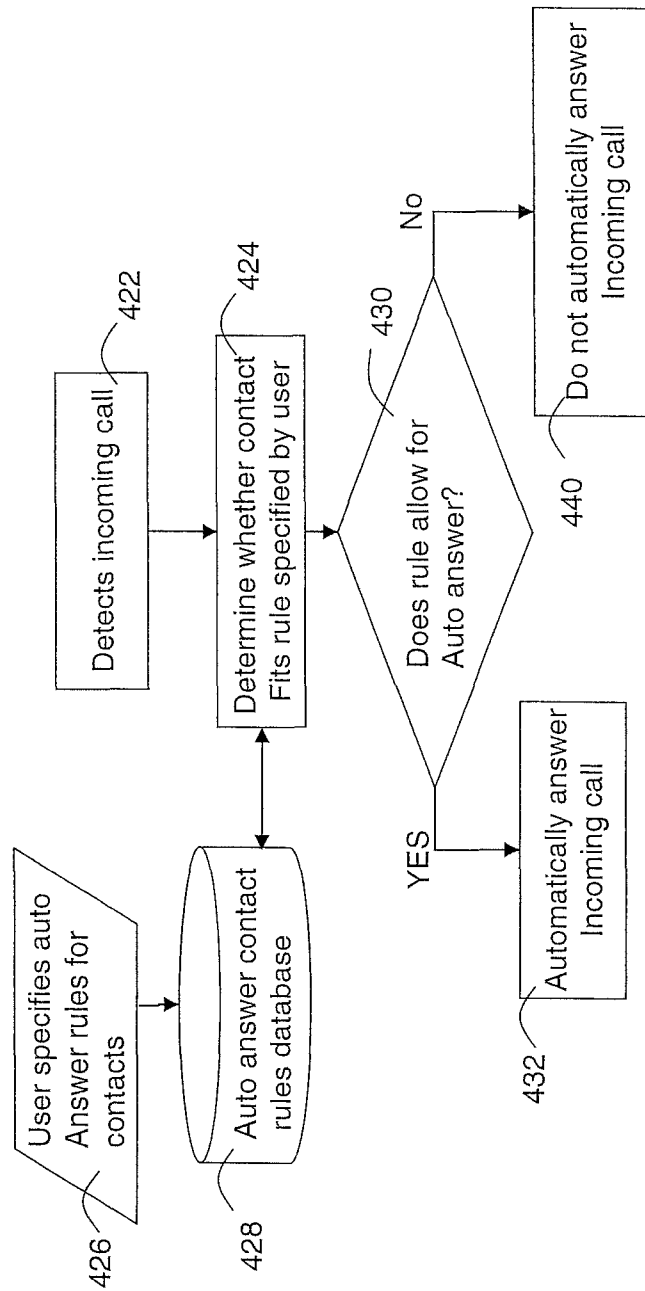 422
Detects incoming call
424
Determine whether contact
Fits rule specified by user
426
User specifies auto
Answer rules for
contacts
428
Auto answer contact
rules database
430
Does rule allow for
Auto answer?
YES
No
432
Automatically answer
Incoming call
440
Do not automatically answer
Incoming call